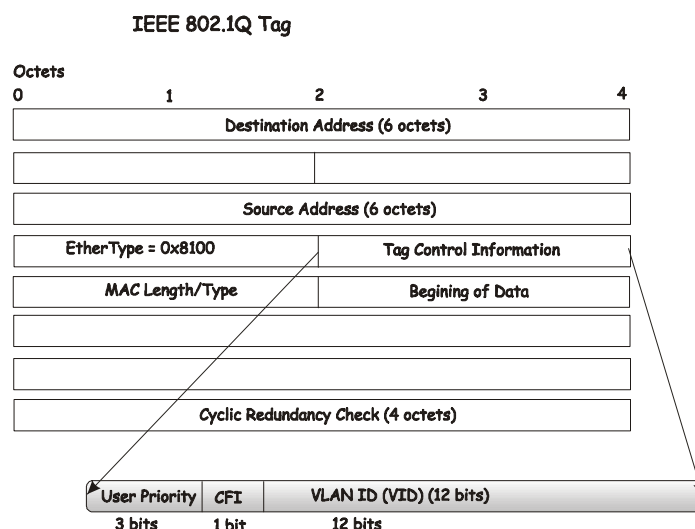 IEEE 802.1Q Tag
Octets
0 1 2 3 4
Destination Address (6 octets)
Source Address (6 octets)
EtherType = 0x8100 Tag Control Information
MAC Length/Type Begining of Data
Cyclic Redundancy Check (4 octets)
User Priority CFI VLAN ID (VID) (12 bits)
3 bits 1 bit 12 bits